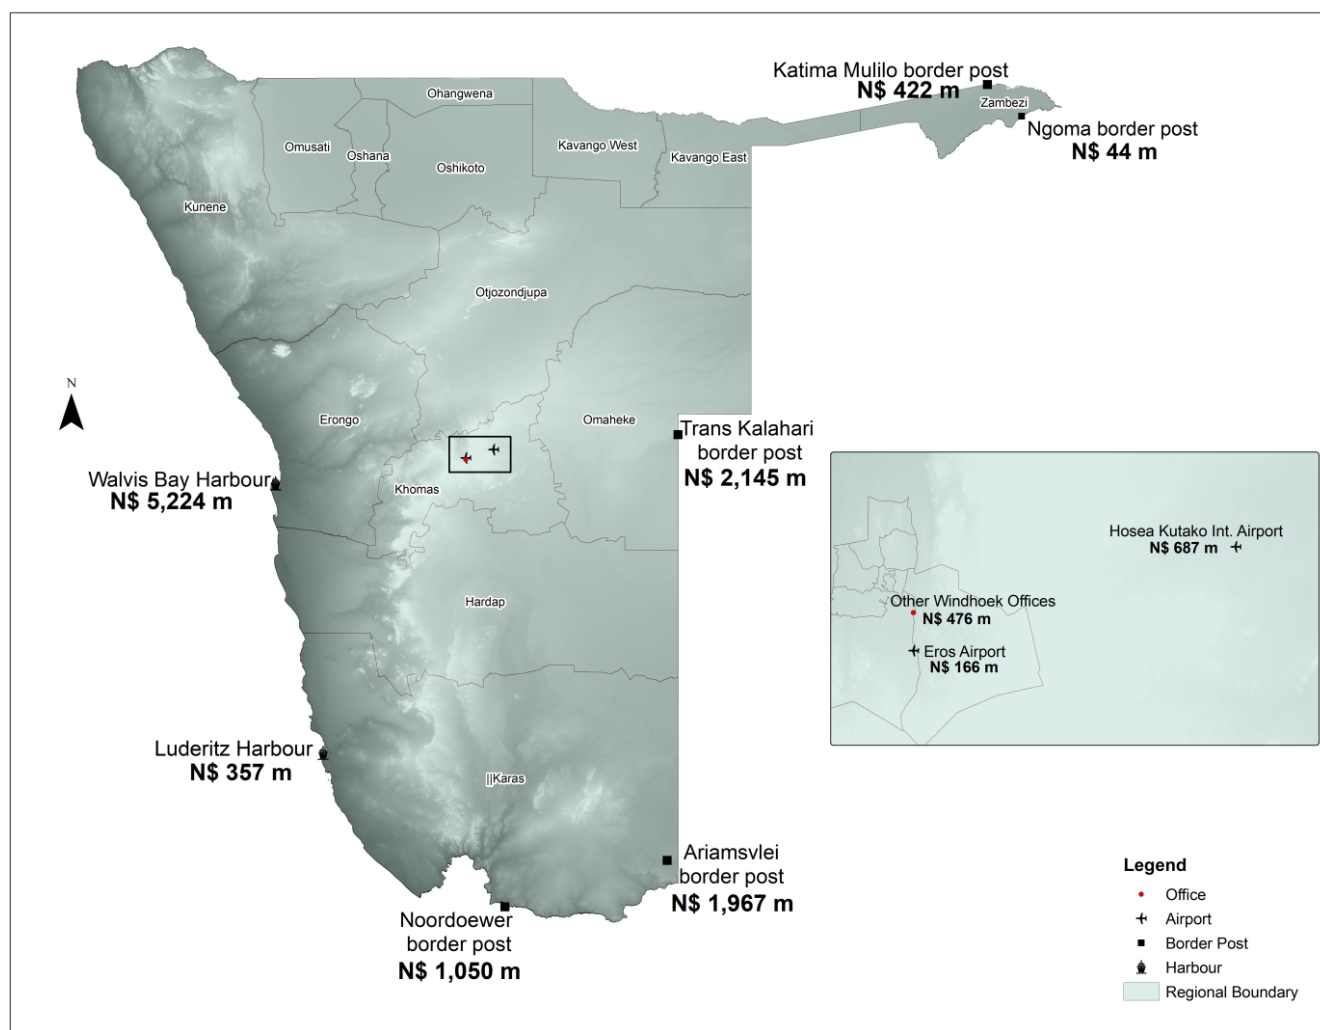 Katima Mulilo border post
N$ 422 m
Zambezi
Ngoma border post
N$ 44 m
Ohangwena
Omusati
Oshana
Oshikoto
Kavango West
Kavango East
Kunene
Otjozondjupa
N
Erongo
Omaheke
Trans Kalahari
border post
N$ 2,145 m
Walvis Bay Harbour
N$ 5,224 m
Khomas
Hosea Kutako Int. Airport
N$ 687 m
Other Windhoek Offices
N$ 476 m
Eros Airport
N$ 166 m
Hardap
Luderitz Harbour
N$ 357 m
||Karas
Ariamsvlei
border post
N$ 1,967 m
Noordoewer
border post
N$ 1,050 m
Legend
Office
Airport
Border Post
Harbour
Regional Boundary